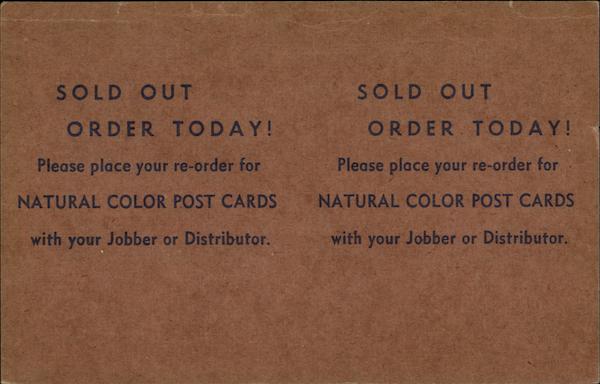 SOLD OUT
ORDER TODAY!
Please place your re-order for
NATURAL COLOR POST CARDS
with your Jobber or Distributor.
SOLD OUT
ORDER TODAY!
Please place your re-order for
NATURAL COLOR POST CARDS
with your Jobber or Distributor.